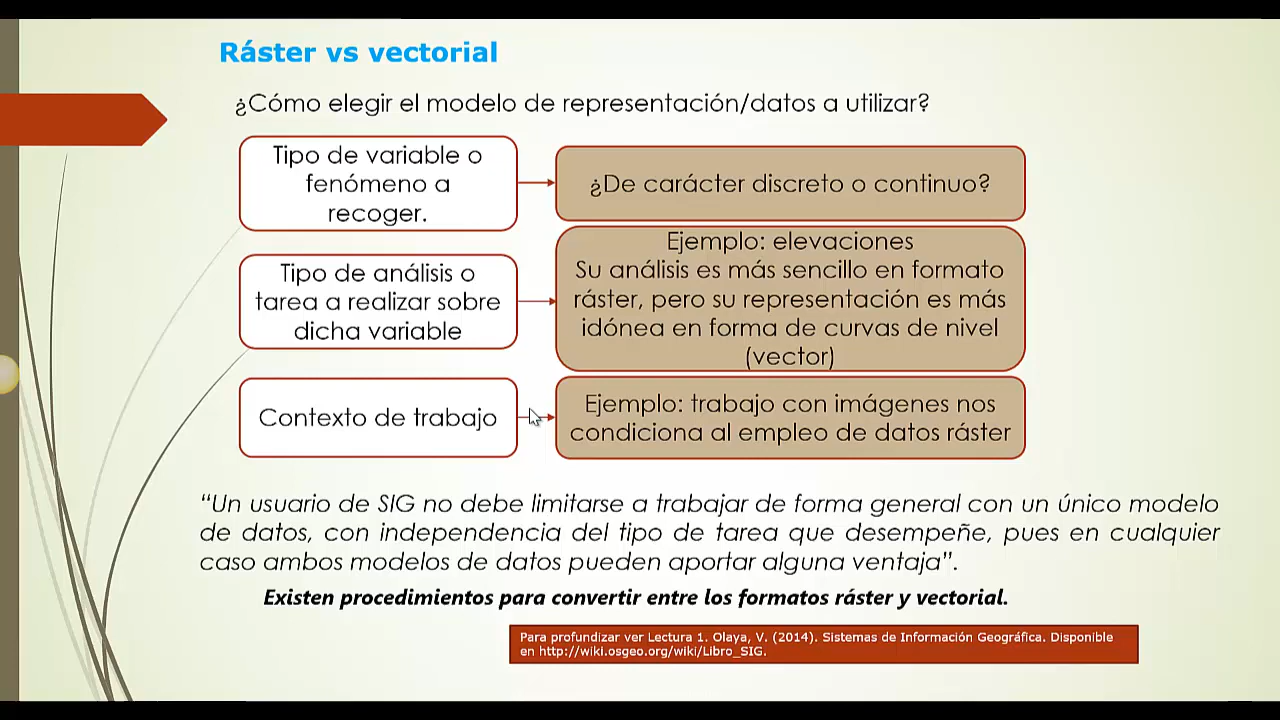 Ráster vs vectorial
¿Cómo elegir el modelo de representación/datos a utilizar?
Tipo de variable o
fenómeno a
recoger.
¿De carácter discreto o continuo?
Tipo de análisis o
tarea a realizar sobre
dicha variable
Ejemplo: elevaciones
Su análisis es más sencillo en formato
ráster, pero su representación es más
idónea en forma de curvas de nivel
(vector)
Contexto de trabajo
Ejemplo: trabajo con imágenes nos
condiciona al empleo de datos ráster
“Un usuario de SIG no debe limitarse a trabajar de forma general con un único modelo
de datos, con independencia del tipo de tarea que desempeñe, pues en cualquier
caso ambos modelos de datos pueden aportar alguna ventaja”.
Existen procedimientos para convertir entre los formatos ráster y vectorial.
Para profundizar ver Lectura 1. Olaya, V. (2014). Sistemas de Información Geográfica. Disponible
en http://wiki.osgeo.org/wiki/Libro_SIG.